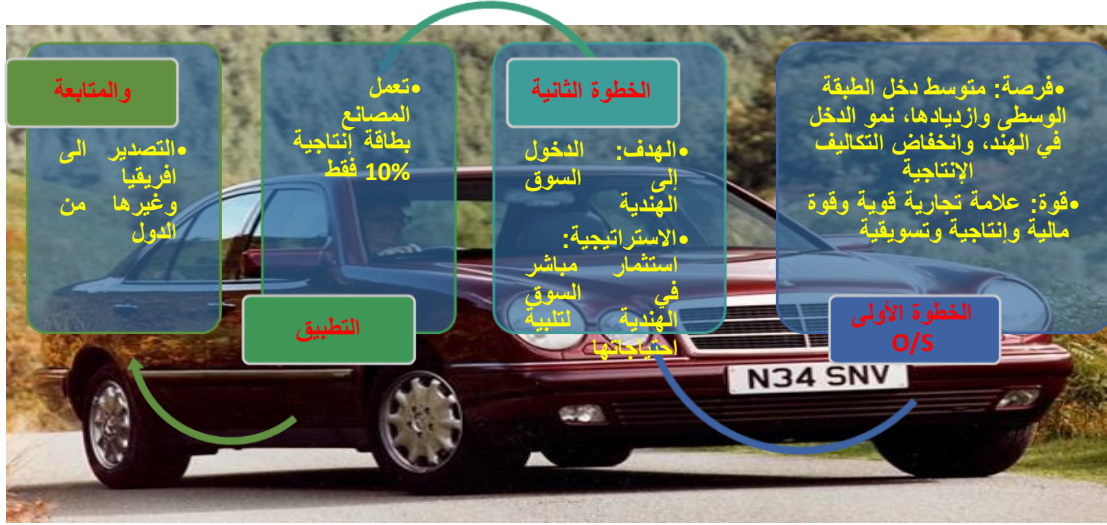 •فرصة: متوسط دخل الطبقة
الوسطى وازديادها، نمو الدخل
في الهند، وانخفاض التكاليف
الإنتاجية
•قوة: علامة تجارية قوية وقوة
مالية وإنتاجية وتسويقية
الخطوة الأولى
O/S
الخطوة الثانية
•الهدف: الدخول
إلى السوق
الهندية
•الاستراتيجية:
استثمار مباشر
في السوق
الهندية لتلبية
احتياجاتها
•تعمل
المصانع
بطاقة إنتاجية
10% فقط
التطبيق
والمتابعة
•التصدير الى
افريقيا
وغيرها من
الدول
N34 SNV